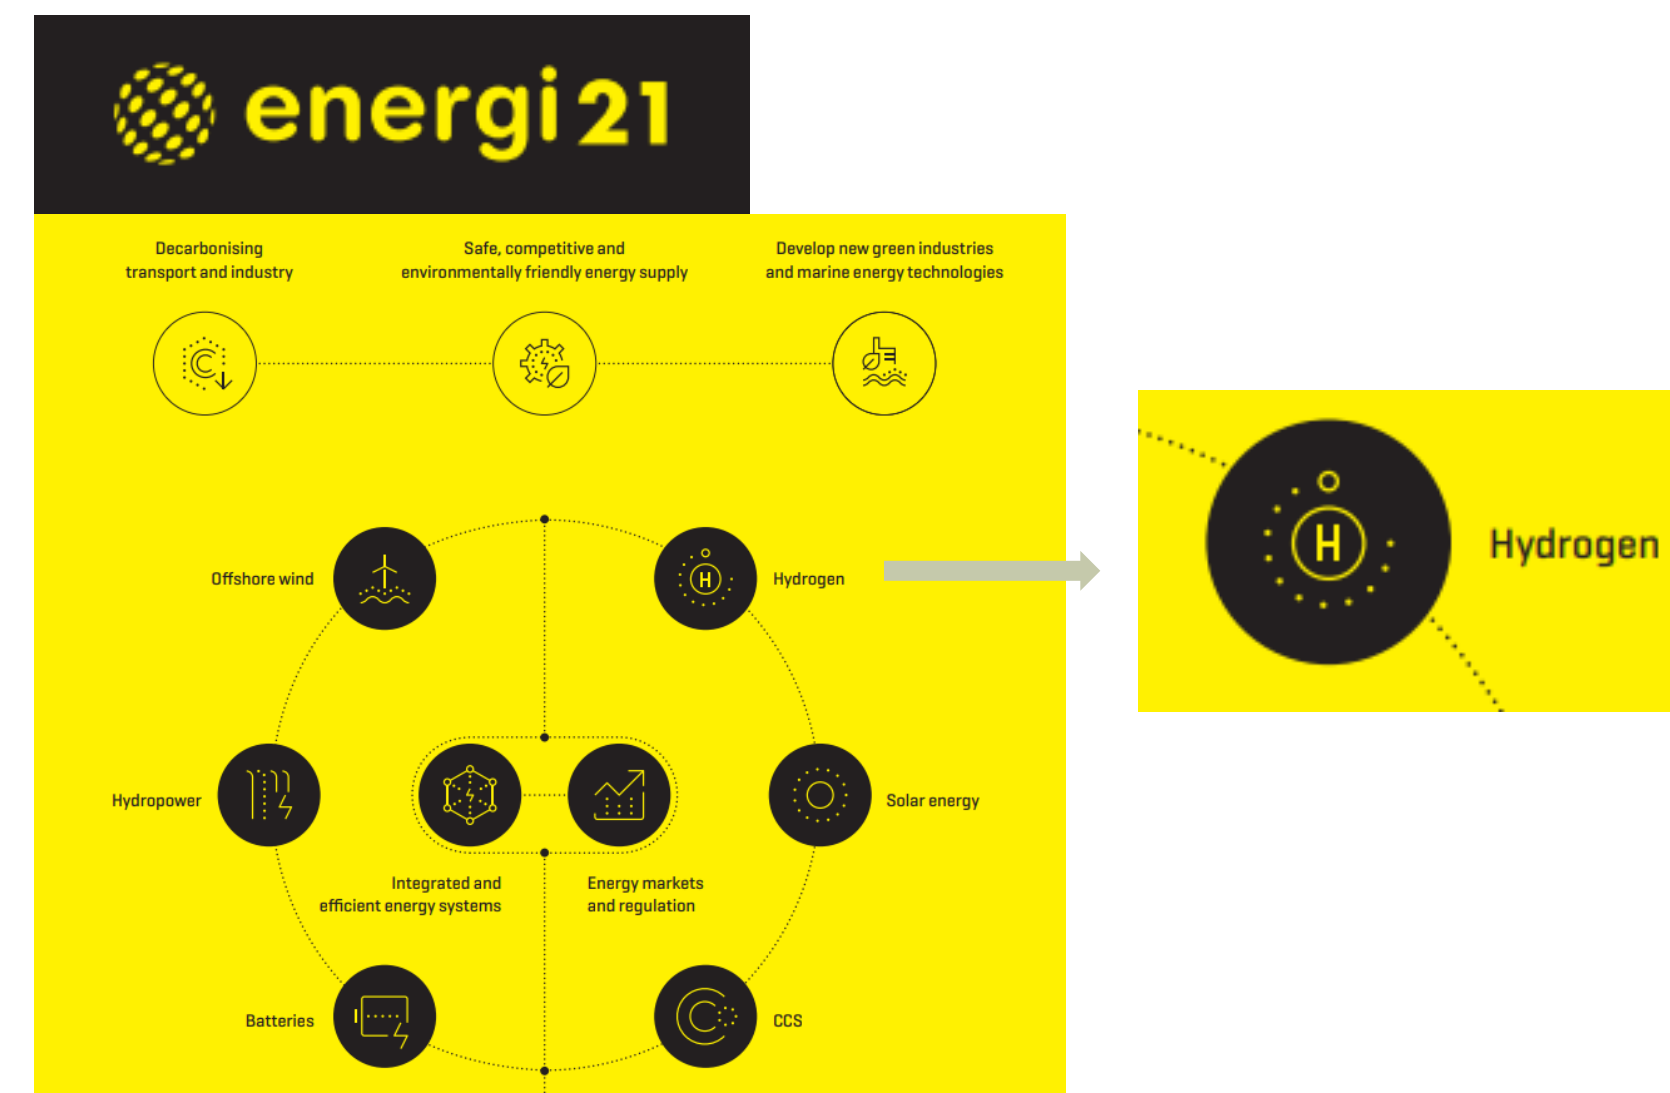 energi21
Decarbonising
transport and industry
Safe, competitive and
environmentally friendly energy supply
Develop new green industries
and marine energy technologies
C
Offshore wind
H
Hydrogen
H
Hydrogen
Hydropower
Solar energy
Integrated and
efficient energy systems
Energy markets
and regulation
Batteries
C
CCS